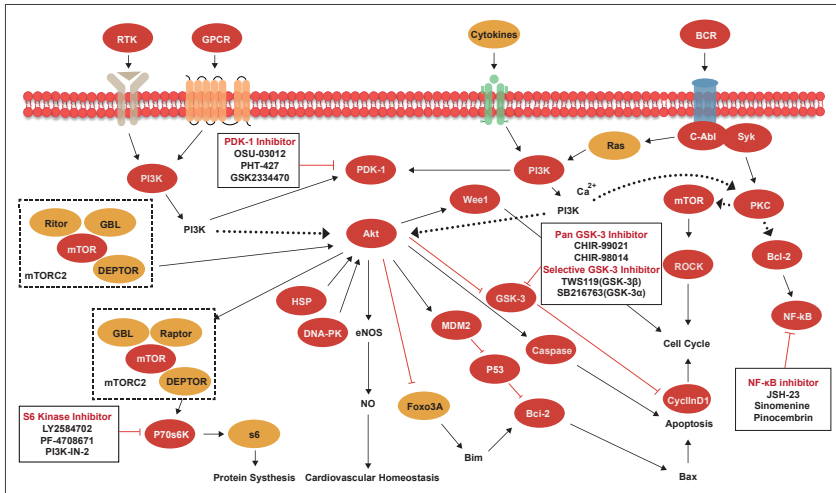 RTK
GPCR
Cytokines
BCR
C-Abl
Syk
Ras
PDK-1 Inhibitor
OSU-03012
PHT-427
GSK2334470
PDK-1
PI3K
PI3K
Ca2+
PI3K
PI3K
Wee1
mTOR
PKC
Ritor
GBL
mTOR
DEPTOR
mTORC2
Akt
Pan GSK-3 Inhibitor
CHIR-99021
CHIR-98014
Selective GSK-3 Inhibitor
TWS119(GSK-3β)
SB216763(GSK-3α)
ROCK
Bcl-2
HSP
DNA-PK
GSK-3
NF-kB
GBL
Raptor
mTOR
DEPTOR
mTORC2
eNOS
MDM2
Caspase
Cell Cycle
P53
NF-κB inhibitor
JSH-23
Sinomenine
Pinocembrin
S6 Kinase Inhibitor
LY2584702
PF-4708671
PI3K-IN-2
P70s6K
s6
NO
Foxo3A
Bci-2
CyclInD1
Apoptosis
Bim
Bax
Protein Systhesis
Cardiovascular Homeostasis